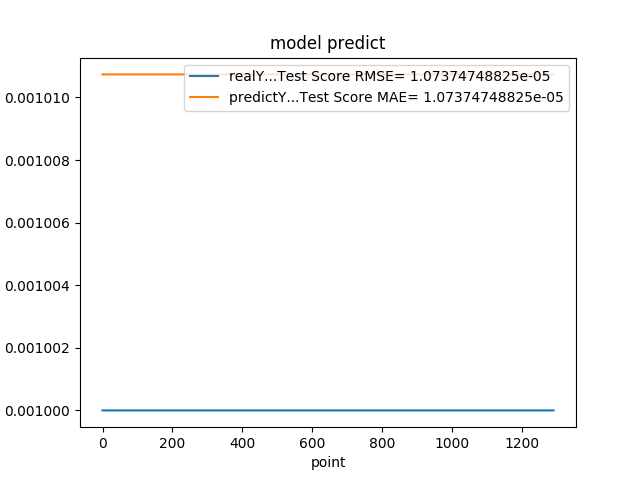 model predict
realY...Test Score RMSE= 1.07374748825e-05
predictY...Test Score MAE= 1.07374748825e-05
0.001010
0.001008
0.001006
0.001004
0.001002
0.001000
0 200 400 600 800 1000 1200
point